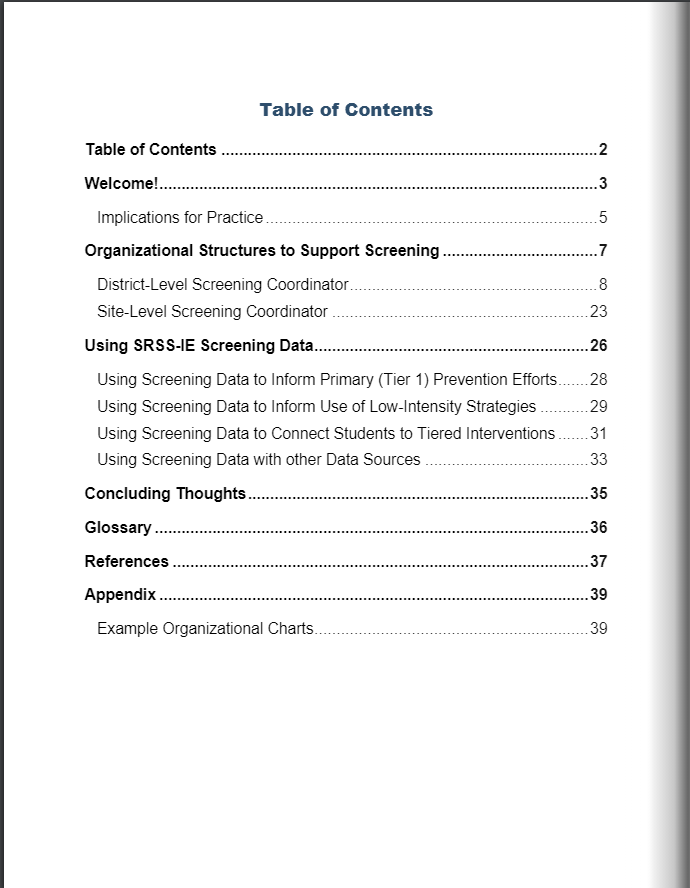 Table of Contents
Table of Contents ........................................................................................2
Welcome!.....................................................................................................3
Implications for Practice..............................................................................5
Organizational Structures to Support Screening...................................7
District-Level Screening Coordinator.........................................................8
Site-Level Screening Coordinator ............................................................23
Using SRSS-IE Screening Data...............................................................26
Using Screening Data to Inform Primary (Tier 1) Prevention Efforts.......28
Using Screening Data to Inform Use of Low-Intensity Strategies ...........29
Using Screening Data to Connect Students to Tiered Interventions.......31
Using Screening Data with other Data Sources ......................................33
Concluding Thoughts...............................................................................35
Glossary ....................................................................................................36
References ................................................................................................37
Appendix ...................................................................................................39
Example Organizational Charts................................................................39